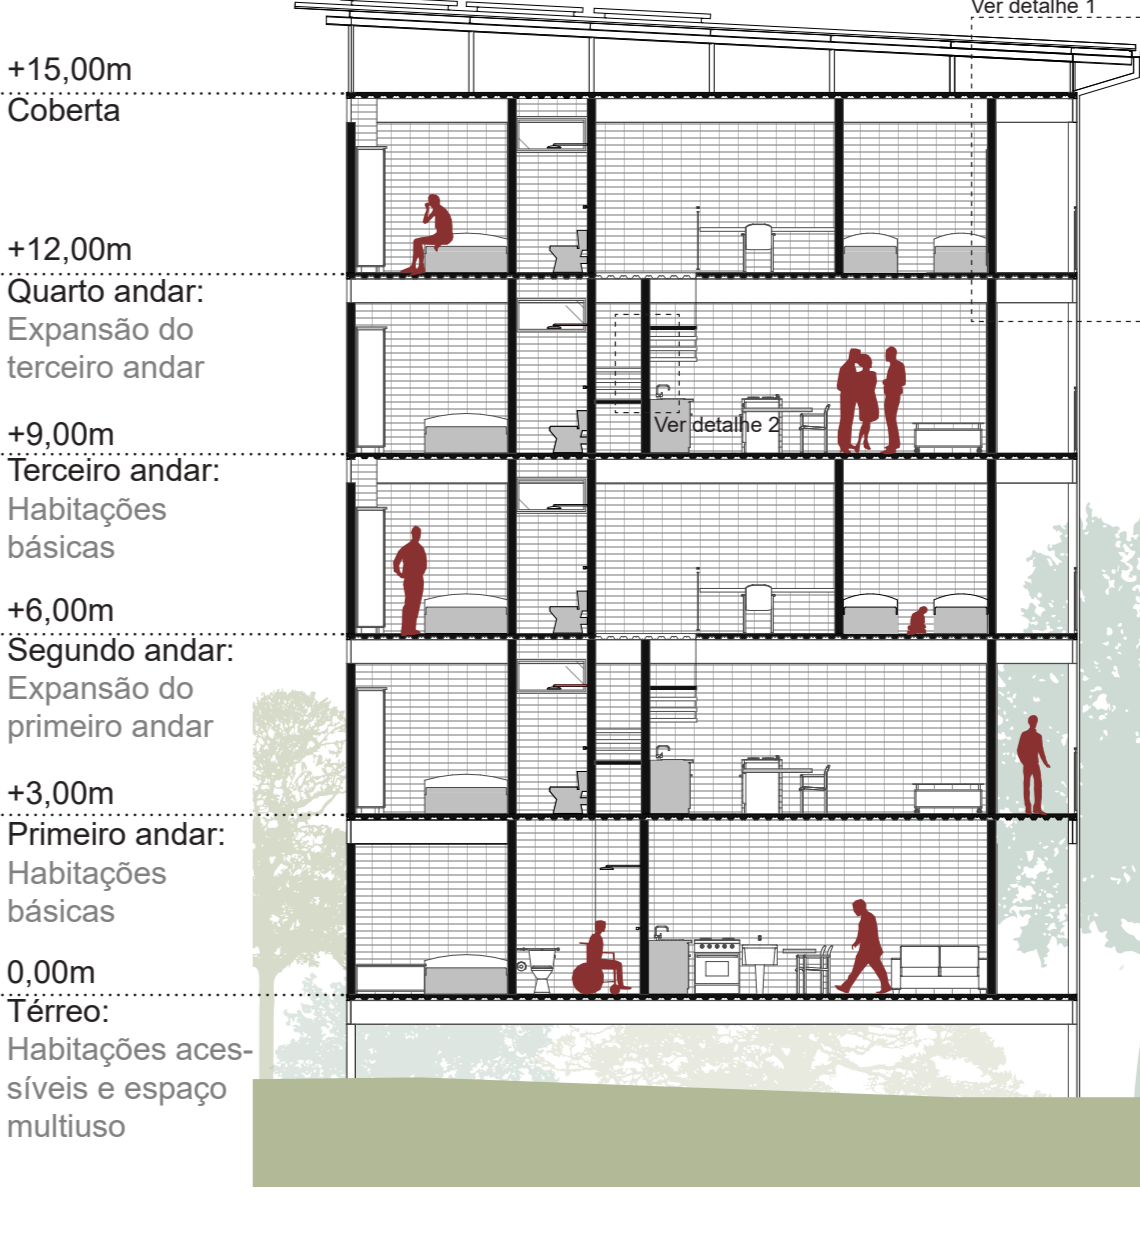 Ver detalhe 1
+15,00m
Coberta
+12,00m
Quarto andar:
Expansão do
terceiro andar
Ver detalhe 2
+9,00m
Terceiro andar:
Habitações
básicas
+6,00m
Segundo andar:
Expansão do
primeiro andar
+3,00m
Primeiro andar:
Habitações
básicas
0,00m
Térreo:
Habitações aces-
síveis e espaço
multiuso